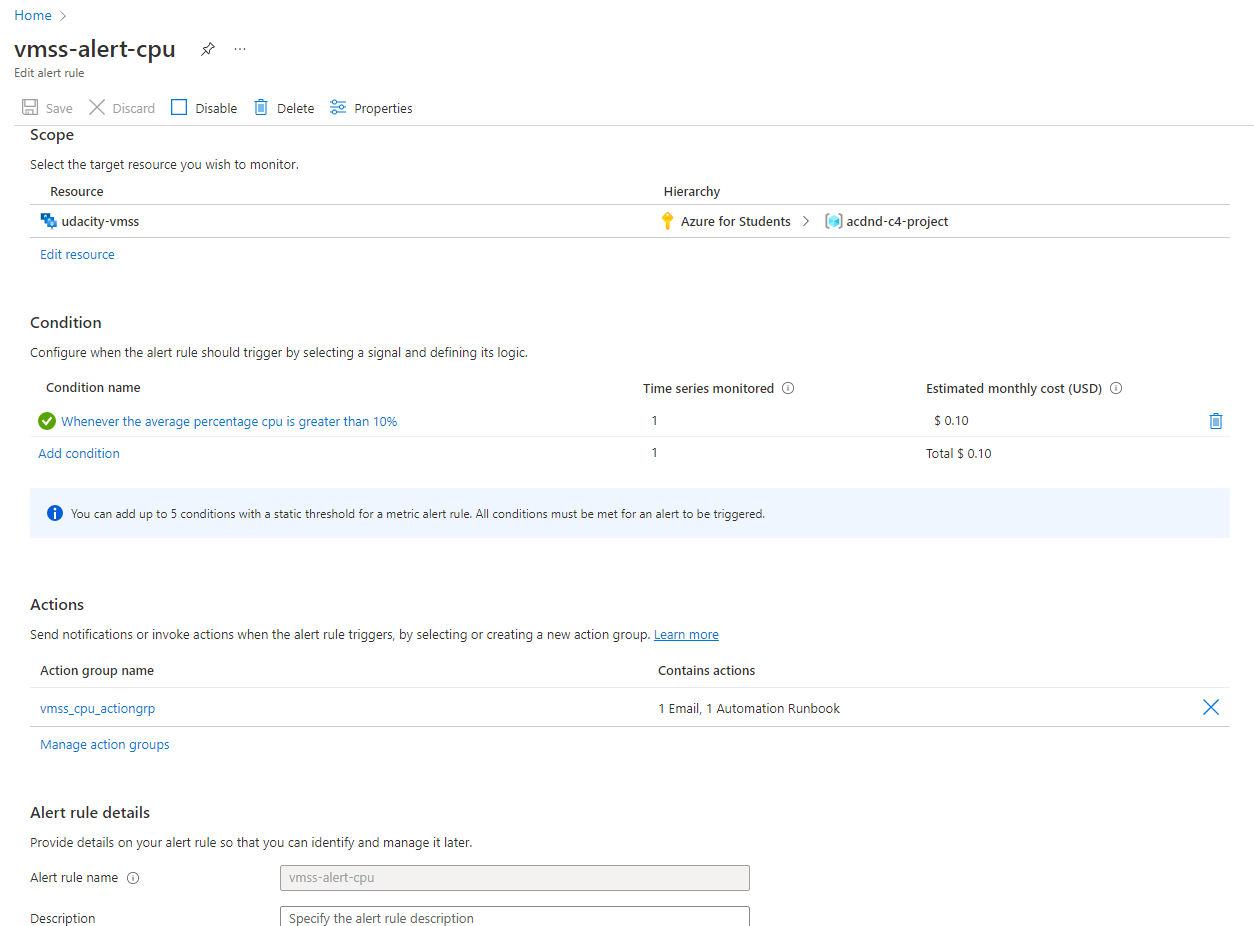 Home >
vmss-alert-cpu ...
Edit alert rule
Save Discard Disable Delete Properties
Scope
Select the target resource you wish to monitor.
Resource Hierarchy
udacity-vmss Azure for Students > acdnd-c4-project
Edit resource
Condition
Configure when the alert rule should trigger by selecting a signal and defining its logic.
Condition name Time series monitored Estimated monthly cost (USD)
Whenever the average percentage cpu is greater than 10% 1 $ 0.10
Add condition 1 Total $ 0.10
You can add up to 5 conditions with a static threshold for a metric alert rule. All conditions must be met for an alert to be triggered.
Actions
Send notifications or invoke actions when the alert rule triggers, by selecting or creating a new action group. Learn more
Action group name Contains actions
vmss_cpu_actiongrp 1 Email, 1 Automation Runbook
Manage action groups
Alert rule details
Provide details on your alert rule so that you can identify and manage it later.
Alert rule name vmss-alert-cpu
Description Specify the alert rule description